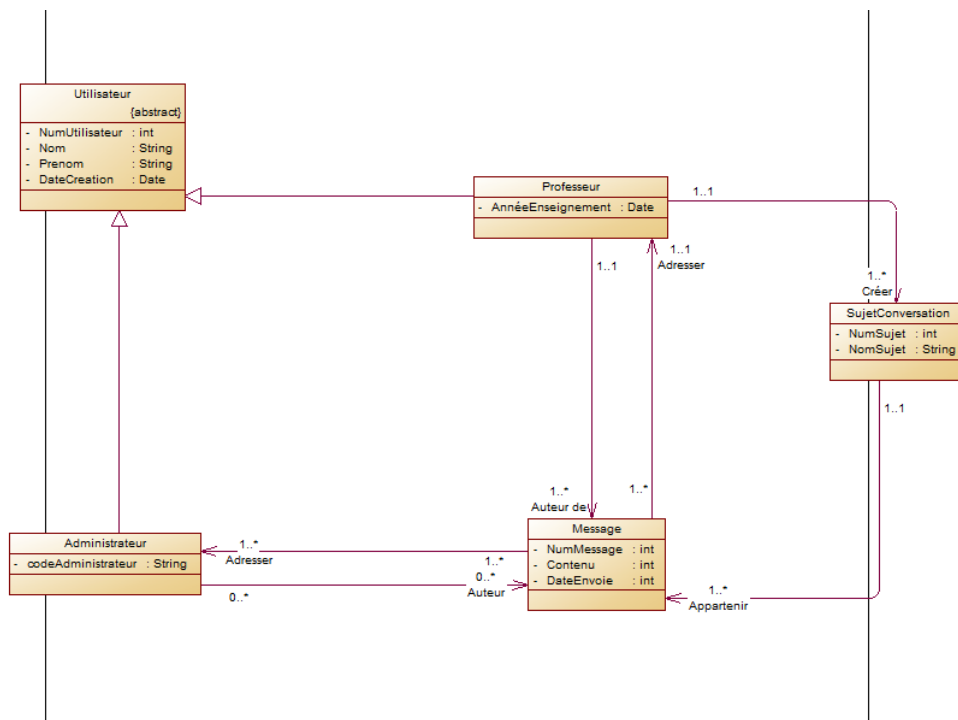 Utilisateur
{abstract}
- NumUtilisateur : int
- Nom : String
- Prenom : String
- DateCreation : Date
Professeur
- AnnéeEnseignement : Date
1..1
1..1
1..1
Adresser
1..*
Créer
SujetConversation
- NumSujet : int
- NomSujet : String
1..1
1..*
Auteur de
1..*
Administrateur
- codeAdministrateur : String
1..*
Adresser
1..*
0..*
Auteur
0..*
Message
- NumMessage : int
- Contenu : int
- DateEnvoie : int
1..*
Appartenir